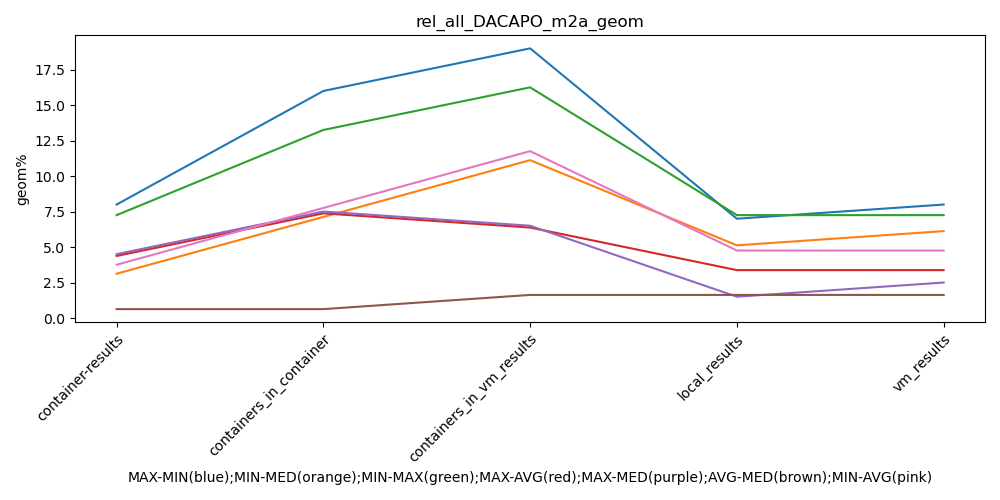 rel_all_DACAPO_m2a_geom
geom%
17.5
15.0
12.5
10.0
7.5
5.0
2.5
0.0
container-results
containers_in_container
containers_in_vm_results
local_results
vm_results
MAX-MIN(blue);MIN-MED(orange);MIN-MAX(green);MAX-AVG(red);MAX-MED(purple);AVG-MED(brown);MIN-AVG(pink)